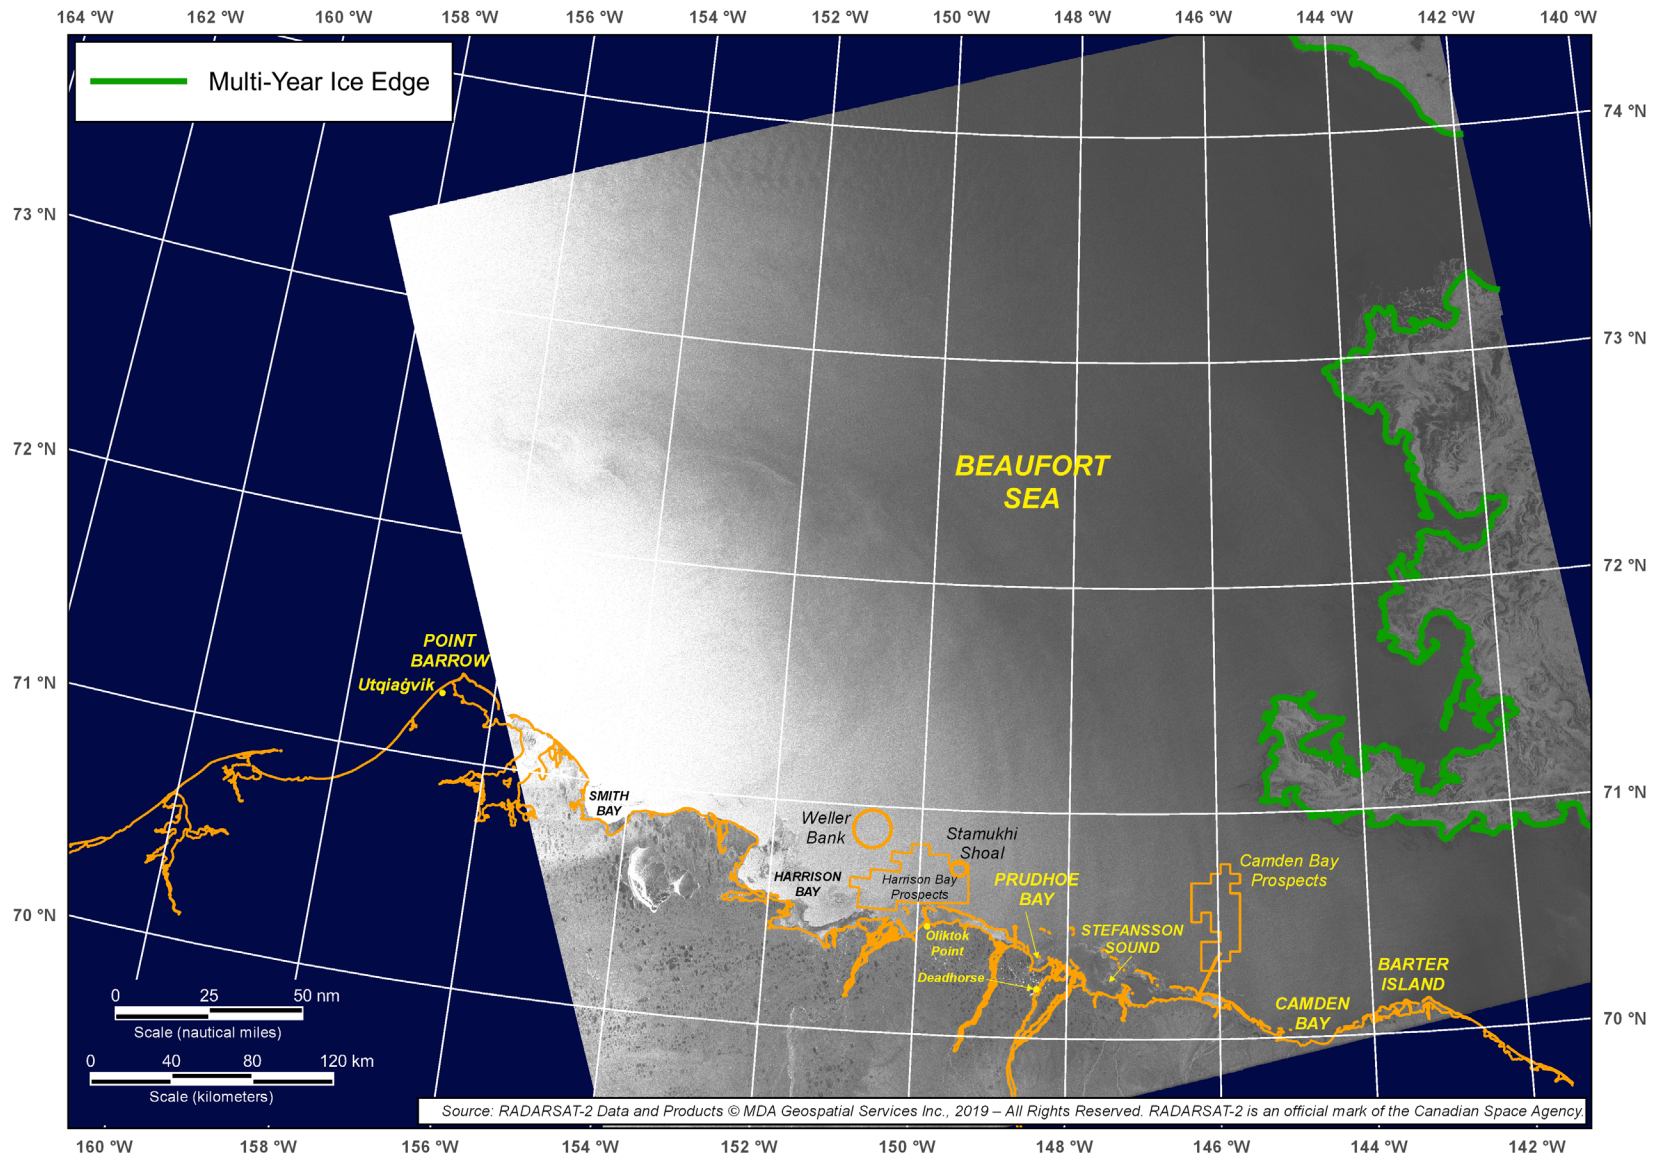 164 °W 162 °W 160 °W 158 °W 156 °W 154 °W 152 °W 150 °W 148 °W 146 °W 144 °W 142 °W 140 °W
Multi-Year Ice Edge
74 °N
73 °N
73 °N
BEAUFORT
SEA
72 °N
72 °N
POINT
BARROW
Utqiaġvik
71 °N
71 °N
SMITH
BAY
Weller
Bank
Stamukhi
Shoal
HARRISON
BAY
Harrison Bay
Prospects
PRUDHOE
BAY
Camden Bay
Prospects
70 °N
Oliktok
Point
STEFANSSON
SOUND
Deadhorse
BARTER
ISLAND
CAMDEN
BAY
70 °N
0 25 50 nm
Scale (nautical miles)
0 40 80 120 km
Scale (kilometers)
Source: RADARSAT-2 Data and Products © MDA Geospatial Services Inc., 2019 – All Rights Reserved. RADARSAT-2 is an official mark of the Canadian Space Agency.
160 °W 158 °W 156 °W 154 °W 152 °W 150 °W 148 °W 146 °W 144 °W 142 °W